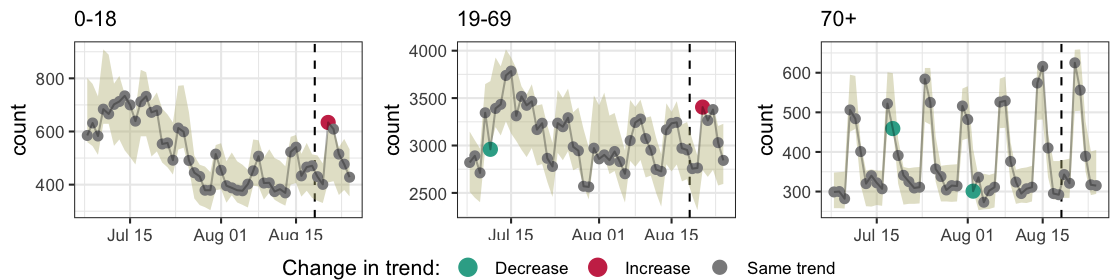 0-18
19-69
70+
count
800
600
400
Jul 15
Aug 01
Aug 15
count
4000
3500
3000
2500
Jul 15
Aug 01
Aug 15
count
600
500
400
300
Jul 15
Aug 01
Aug 15
Change in trend:
Decrease
Increase
Same trend